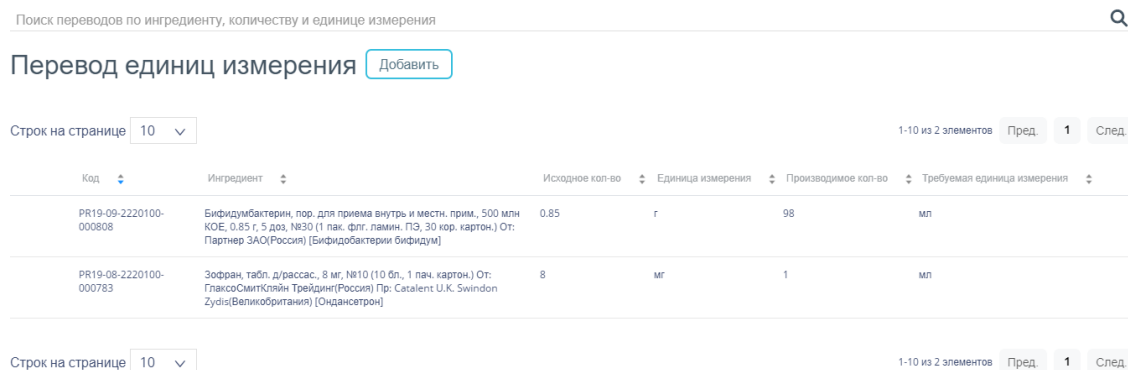 Поиск переводов по ингредиенту, количеству и единице измерения
Перевод единиц измерения Добавить
Строк на странице 10 1-10 из 2 элементов Пред. 1 След.
Код Ингредиент Исходное кол-во Единица измерения Производимое кол-во Требуемая единица измерения
PR19-09-2220100-000808 Бифидумбактерин, пор. для приема внутрь и местн. прим., 500 млн 0.85 г 98 мл
КОЕ, 0.85 г, 5 доз, №30 (1 пак. флг. ламин. ПЭ, 30 кор. картон.) От:
Партнер ЗАО(Россия) [Бифидобактерии бифидум]
PR19-08-2220100-000783 Зофран, табл. д/рассас., 8 мг, №10 (10 бл., 1 пач. картон.) От: 8 мг 1 мл
ГлаксоСмитКляйн Трейдинг(Россия) Пр: Catalent U.K. Swindon
Zydis(Великобритания) [Ондансетрон]
Строк на странице 10 1-10 из 2 элементов Пред. 1 След.